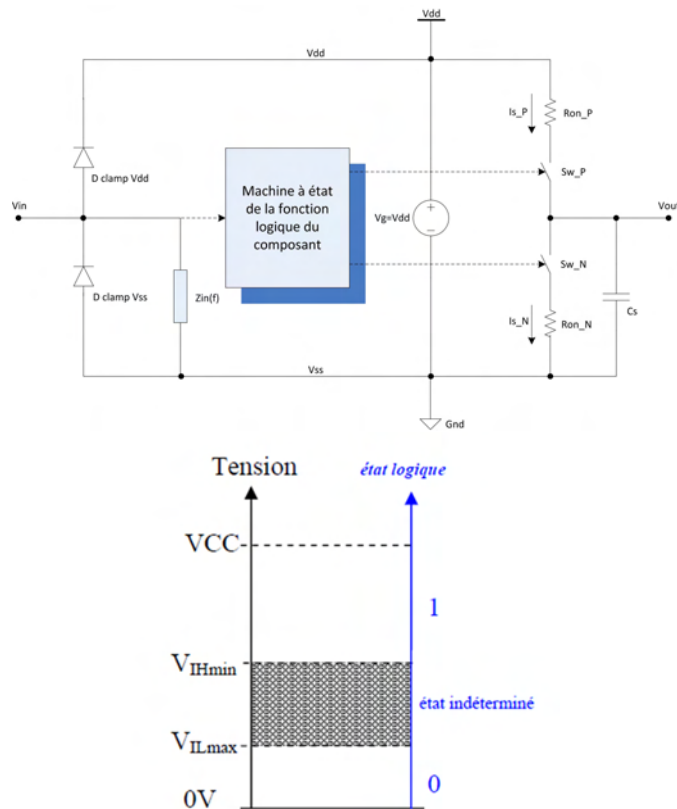 Vdd
Vdd
Is_P
Ron_P
D clamp Vdd
Machine à état
de la fonction
logique du
composant
Sw_P
Vin
Vg=Vdd
+
−
Vou
D clamp Vss
Zin(f)
Sw_N
Cs
Is_N
Ron_N
Vss
Gnd
Tension
état logique
VCC
1
VIHmin
état indéterminé
VILmax
0
0V